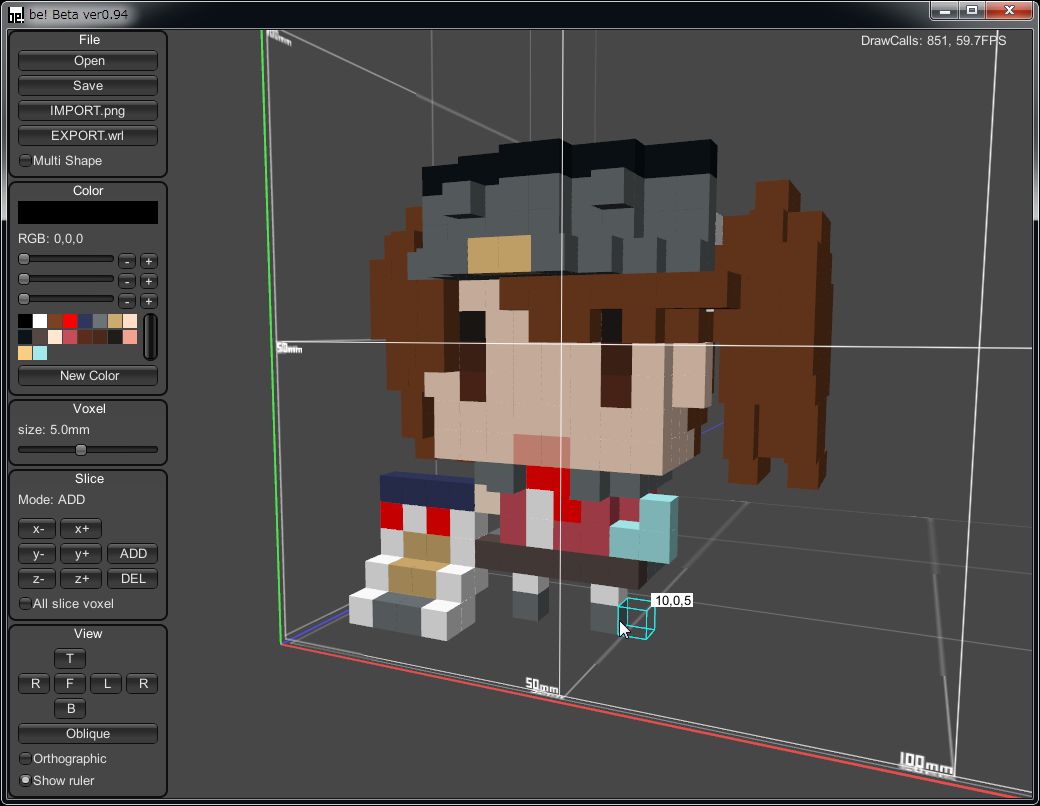 be! Beta ver0.94
DrawCalls: 851, 59.7FPS
File
Open
Save
IMPORT.png
EXPORT.wrl
Multi Shape
Color
RGB: 0,0,0
- +
- +
- +
New Color
Voxel
size: 5.0mm
Slice
Mode: ADD
x- x+
y- y+ ADD
z- z+ DEL
All slice voxel
View
T
R F L R
B
Oblique
Orthographic
Show ruler
50mm
10,0,5
50mm
100mm